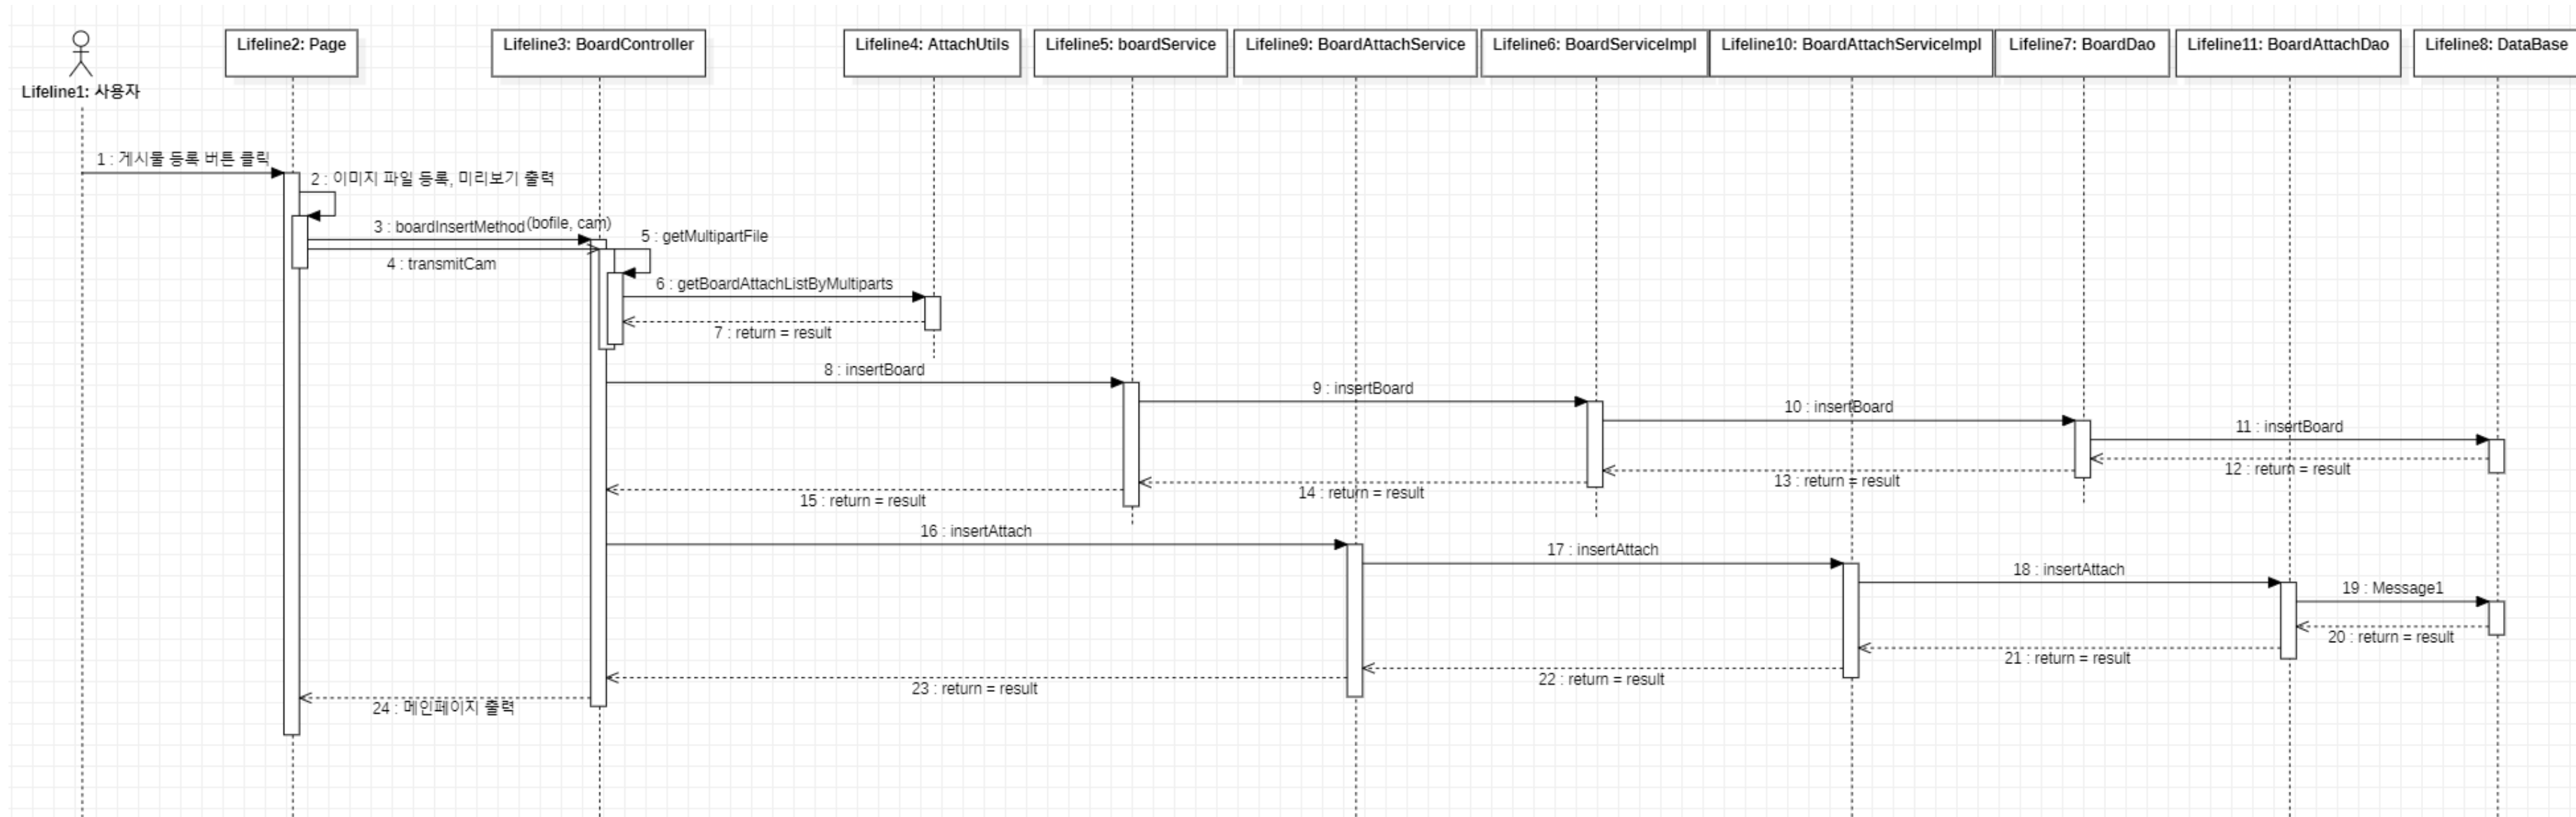 Lifeline2: Page
Lifeline3: BoardController
Lifeline4: AttachUtils
Lifeline5: boardService
Lifeline9: BoardAttachService
Lifeline6: BoardServiceImpl
Lifeline10: BoardAttachServiceImpl
Lifeline7: BoardDao
Lifeline11: BoardAttachDao
Lifeline8: DataBase
Lifeline1: 사용자
1 : 게시물 등록 버튼 클릭
2 : 이미지 파일 등록, 미리보기 출력
3 : boardInsertMethod(bofile, cam)
5 : getMultipartFile
4 : transmitCam
6 : getBoardAttachListByMultiparts
7 : return = result
8 : insertBoard
9 : insertBoard
10 : insertBoard
11 : insertBoard
12 : return = result
13 : return = result
14 : return = result
15 : return = result
16 : insertAttach
17 : insertAttach
18 : insertAttach
19 : Message1
20 : return = result
21 : return = result
22 : return = result
23 : return = result
24 : 메인페이지 출력